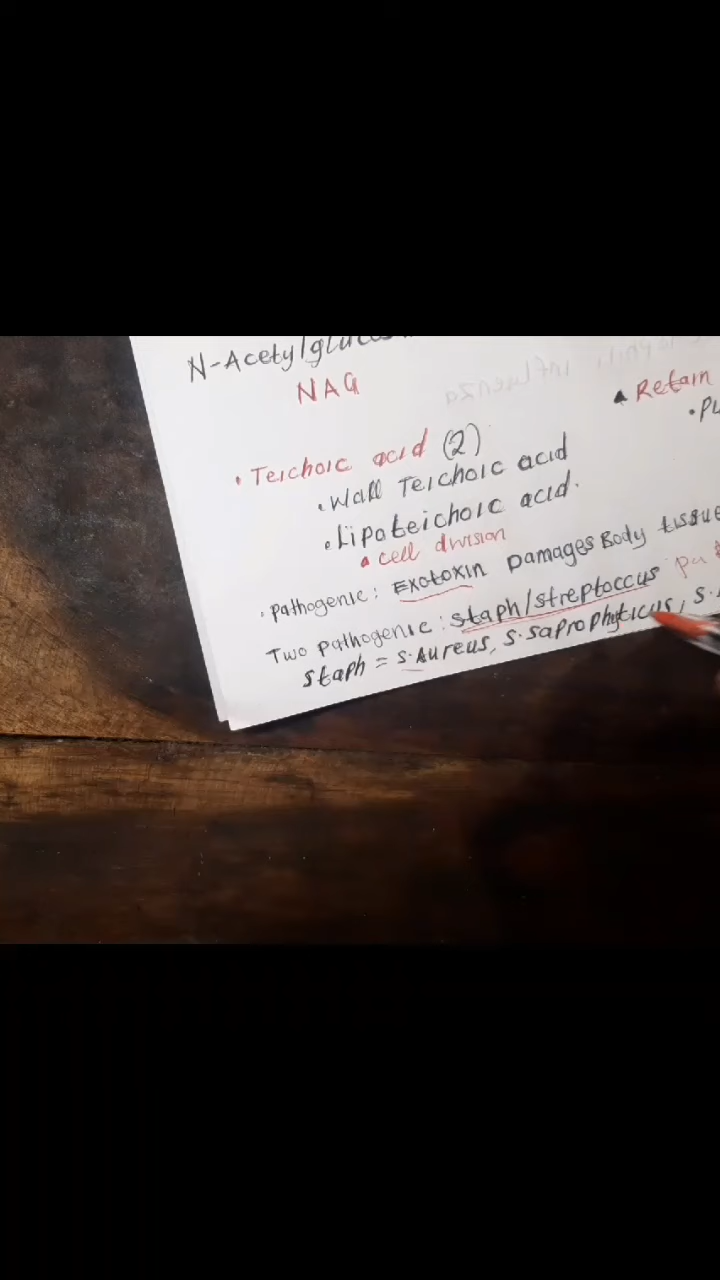 N-Acetylgluco
NAG
▲ Retain
• Teichoic acid (2)
• Wall Teichoic acid
• Lipoteichoic acid.
▲ cell division
• pathogenic: Exotoxin Damages Body tissue
Two pathogenic: staph/streptoccus
staph = S. Aureus, S. saprophyticus, S.